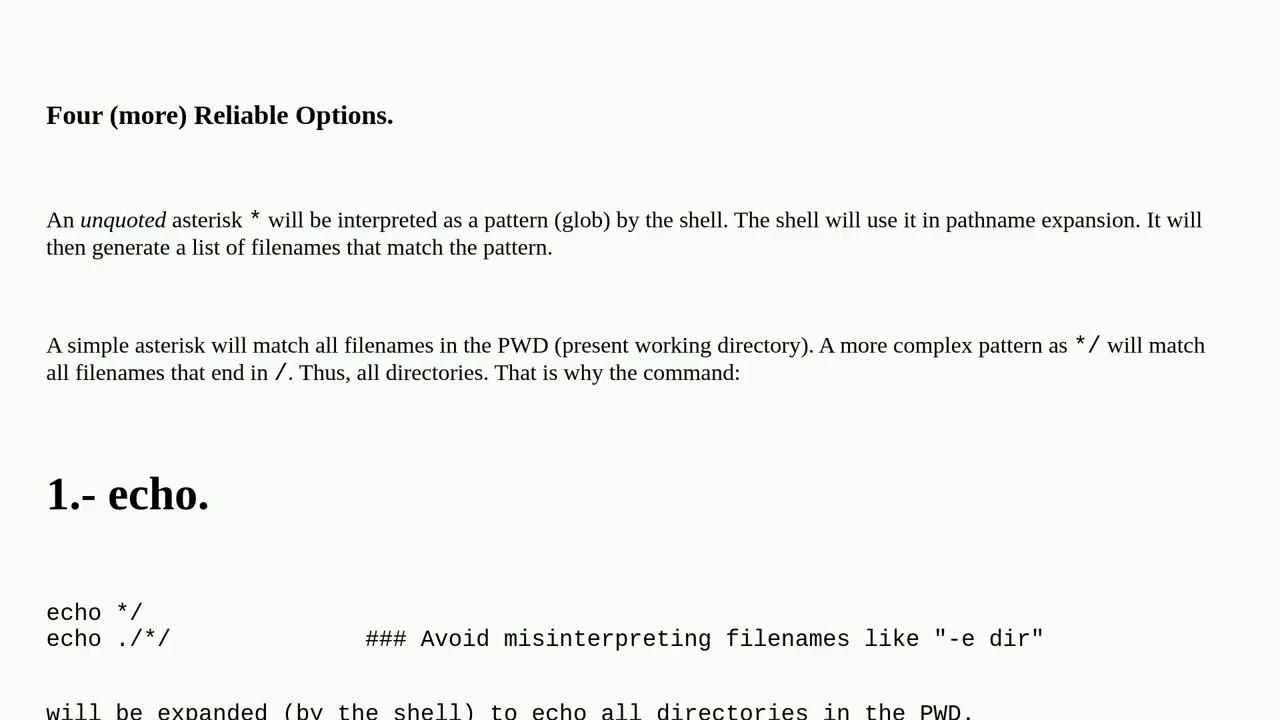 Four (more) Reliable Options.
An unquoted asterisk * will be interpreted as a pattern (glob) by the shell. The shell will use it in pathname expansion. It will
then generate a list of filenames that match the pattern.
A simple asterisk will match all filenames in the PWD (present working directory). A more complex pattern as */ will match
all filenames that end in /. Thus, all directories. That is why the command:
1.- echo.
echo */
echo ./*/              ### Avoid misinterpreting filenames like "-e dir"
will be expanded (by the shell) to echo all directories in the PWD.